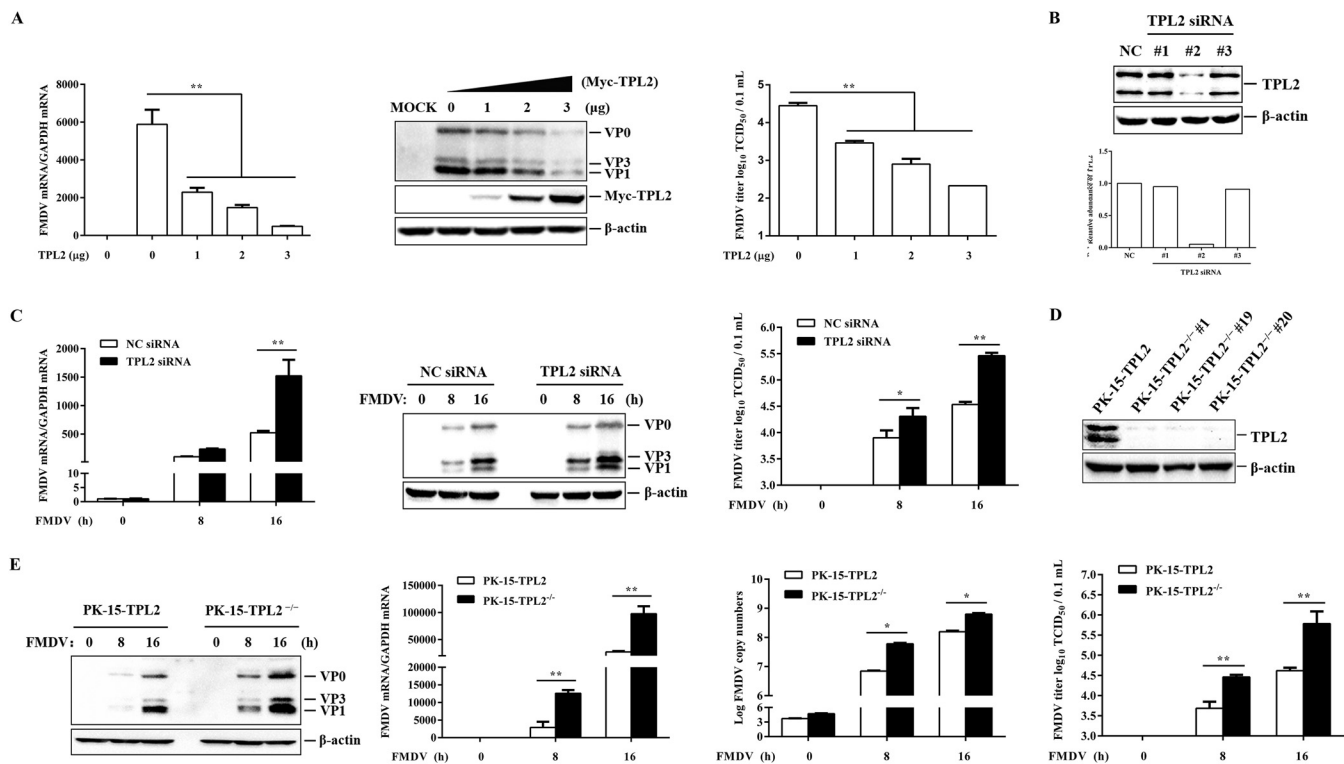 A
FMDV mRNA/GAPDH mRNA
8000
6000
4000
2000
0
**
TPL2 (μg)
0 0 1 2 3
(Myc-TPL2)
MOCK 0 1 2 3 (μg)
VP0
VP3
VP1
Myc-TPL2
β-actin
FMDV titer log10 TCID50 / 0.1 mL
5
4
3
2
1
**
TPL2 (μg)
0 1 2 3
B
TPL2 siRNA
NC #1 #2 #3
TPL2
β-actin
1.5
1.0
0.5
0.0
NC #1 #2 #3
TPL2 siRNA
C
FMDV mRNA/GAPDH mRNA
2000
1500
1000
500
10
5
0
NC siRNA
TPL2 siRNA
**
FMDV (h) 0 8 16
NC siRNA TPL2 siRNA
FMDV: 0 8 16 0 8 16 (h)
VP0
VP3
VP1
β-actin
FMDV titer log10 TCID50 / 0.1 mL
6.0
5.5
5.0
4.5
4.0
3.5
3.0
NC siRNA
TPL2 siRNA
*
**
FMDV (h) 0 8 16
D
PK-15-TPL2
PK-15-TPL2−/− #1
PK-15-TPL2−/− #19
PK-15-TPL2−/− #20
TPL2
β-actin
E
PK-15-TPL2 PK-15-TPL2 −/−
FMDV: 0 8 16 0 8 16 (h)
VP0
VP3
VP1
β-actin
FMDV mRNA/GAPDH mRNA
150000
125000
100000
75000
50000
25000
20000
15000
10000
5000
0
PK-15-TPL2
PK-15-TPL2-/-
**
**
FMDV (h) 0 8 16
Log FMDV copy numbers
10
9
8
7
6
3
0
PK-15-TPL2
PK-15-TPL2-/-
*
*
FMDV (h) 0 8 16
FMDV titer log10 TCID50 / 0.1 mL
6.5
6.0
5.5
5.0
4.5
4.0
3.5
3.0
PK-15-TPL2
PK-15-TPL2-/-
**
**
FMDV (h) 0 8 16